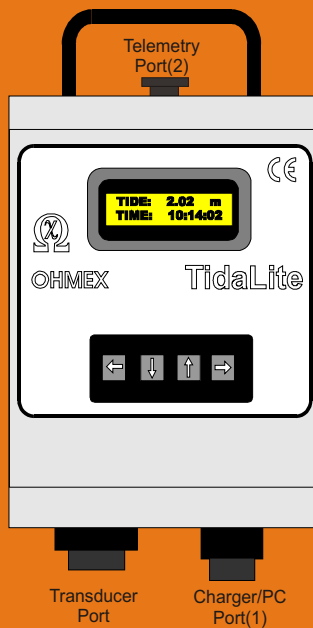 Telemetry
Port(2)
CE
TIDE: 2.02 m
TIME: 10:14:02
OHMEX
TidaLite
Transducer
Port
Charger/PC
Port(1)